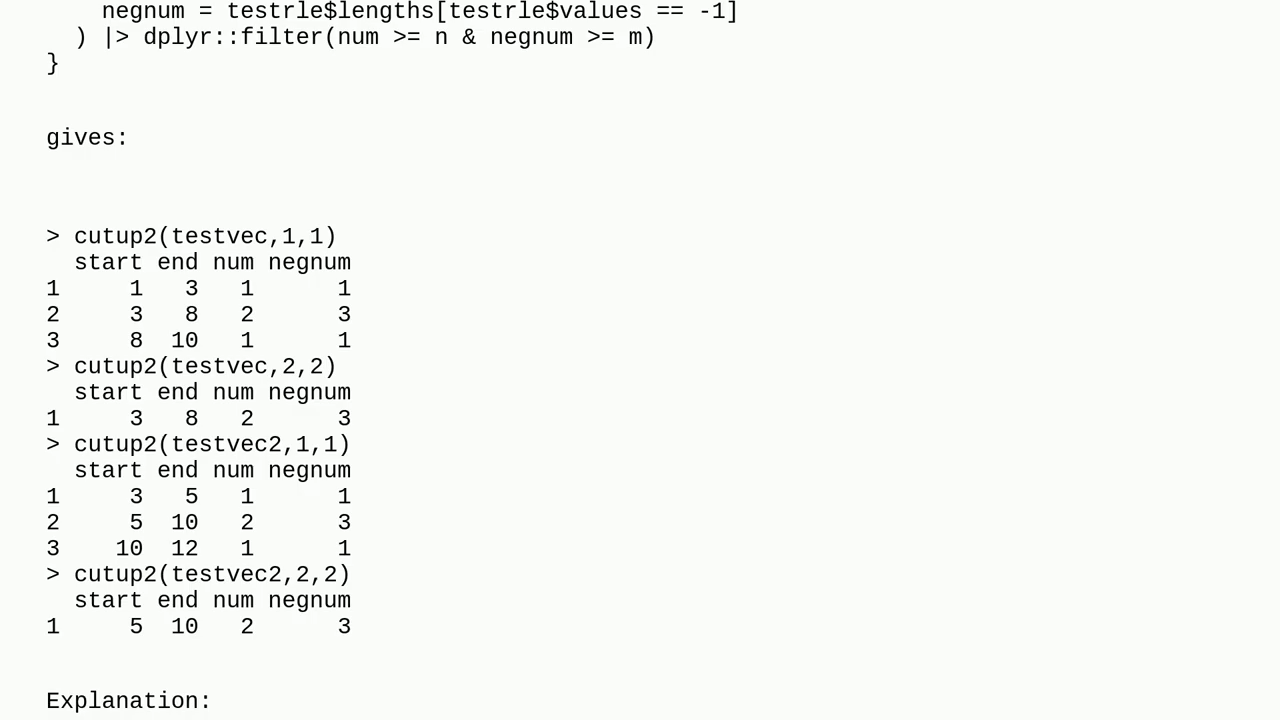 negnum = testrle$lengths[testrle$values == -1]
  ) |> dplyr::filter(num >= n & negnum >= m)
}
gives:
> cutup2(testvec,1,1)
  start end num negnum
1     1   3   1      1
2     3   8   2      3
3     8  10   1      1
> cutup2(testvec,2,2)
  start end num negnum
1     3   8   2      3
> cutup2(testvec2,1,1)
  start end num negnum
1     3   5   1      1
2     5  10   2      3
3    10  12   1      1
> cutup2(testvec2,2,2)
  start end num negnum
1     5  10   2      3
Explanation: